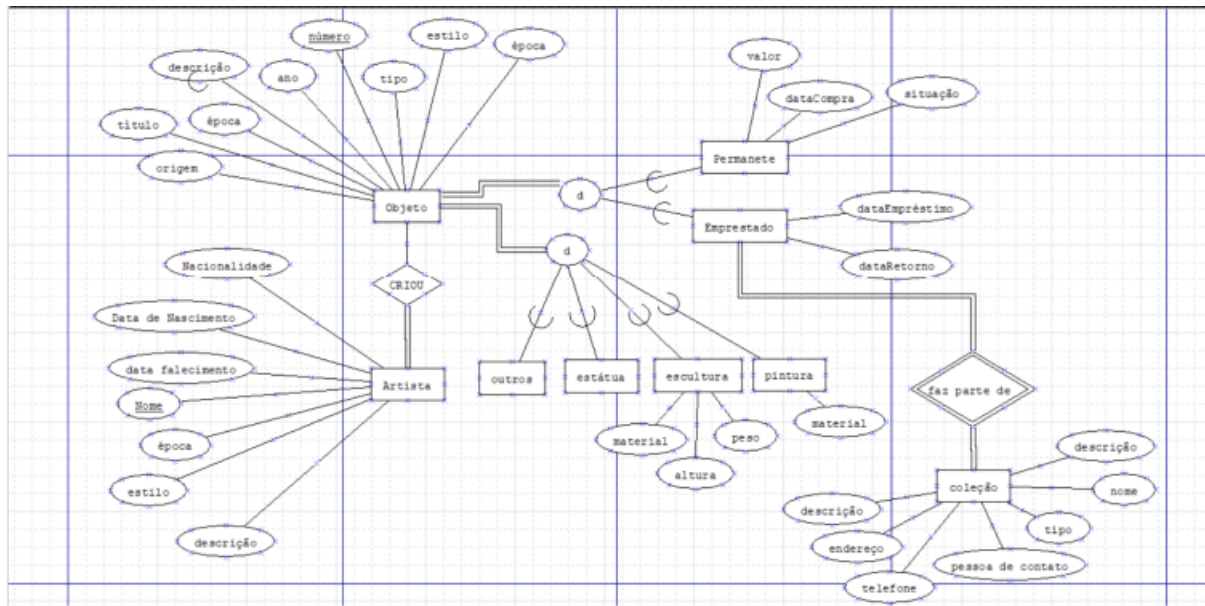 número
estilo
época
descrição
ano
tipo
título
época
origem
Objeto
valor
dataCompra
situação
Permanete
d
Emprestado
dataEmpréstimo
dataRetorno
d
Nacionalidade
CRIOU
Data de Nascimento
data falecimento
Nome
Artista
época
estilo
descrição
outros
estátua
escultura
pintura
material
peso
altura
material
faz parte de
coleção
descrição
nome
tipo
pessoa de contato
descrição
endereço
telefone